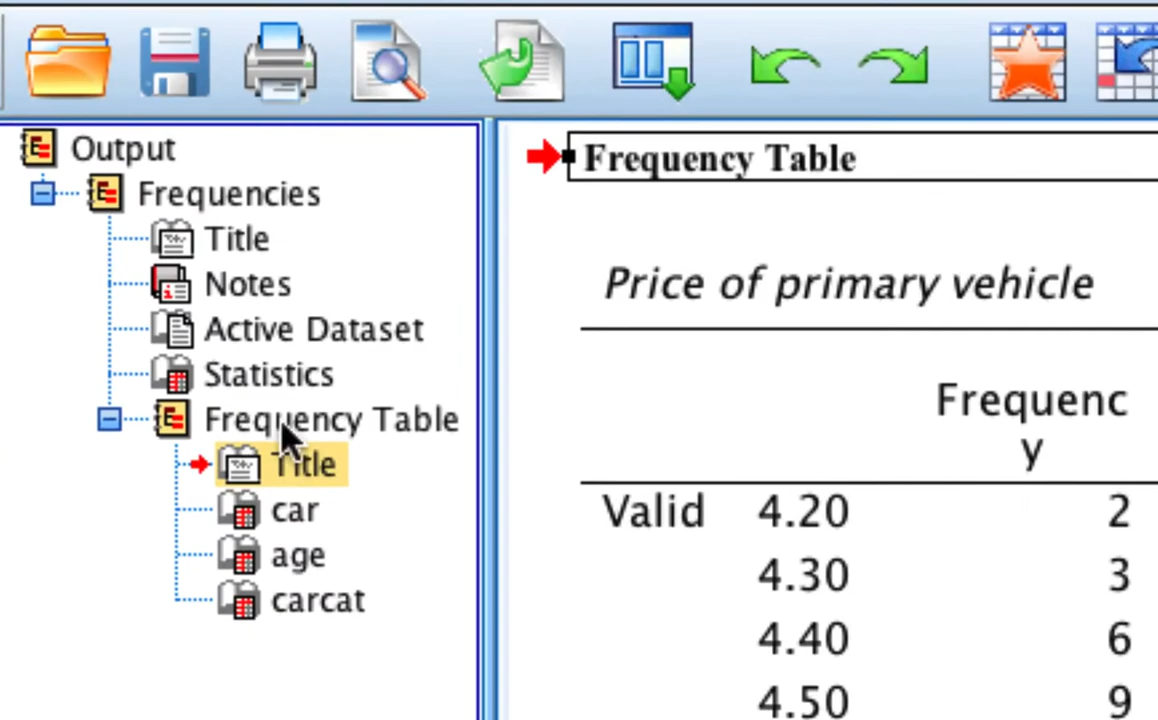 Output
Frequencies
Title
Notes
Active Dataset
Statistics
Frequency Table
Title
car
age
carcat
Frequency Table
Price of primary vehicle
Frequenc
y
Valid 4.20 2
4.30 3
4.40 6
4.50 9